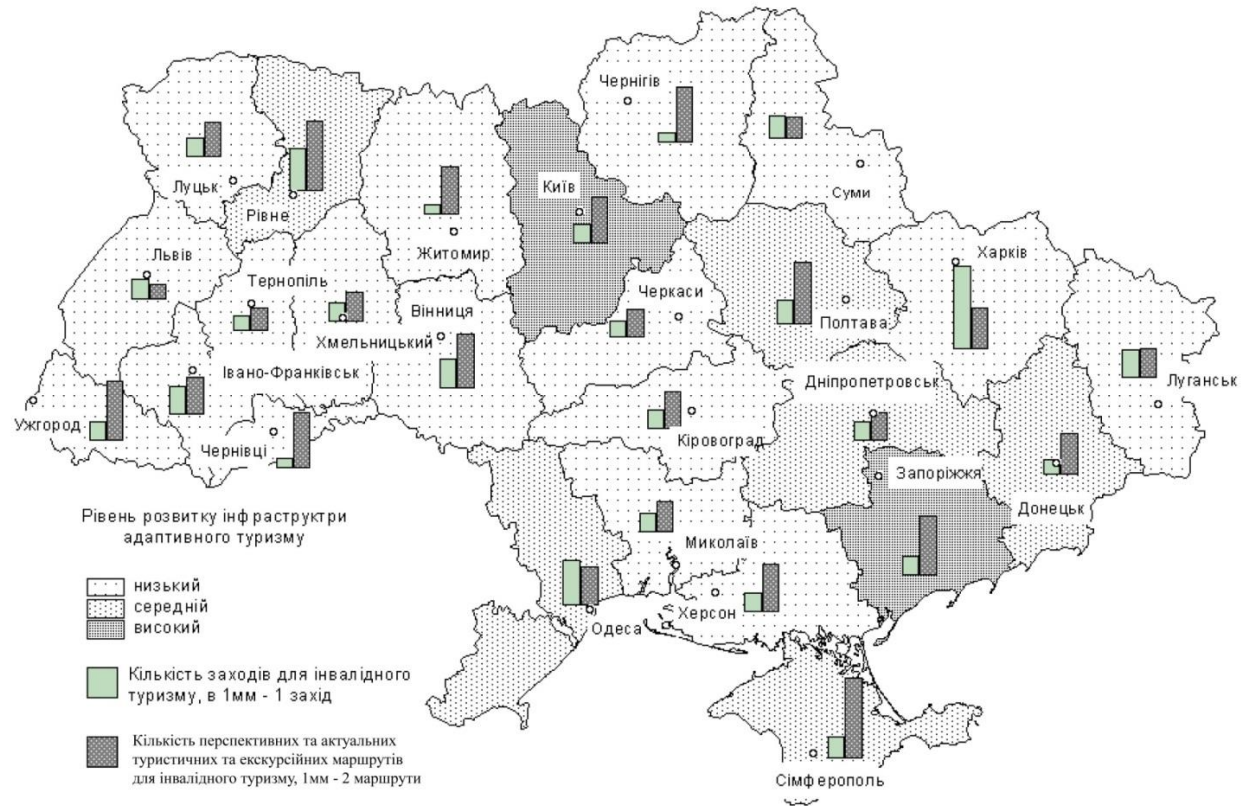 Чернігів
Київ
Суми
Луцьк
Рівне
Житомир
Львів
Тернопіль
Вінниця
Хмельницький
Черкаси
Полтава
Харків
Івано-Франківськ
Дніпропетровськ
Луганськ
Ужгород
Чернівці
Кіровоград
Запоріжжя
Донецьк
Миколаїв
Херсон
Одеса
Сімферополь
Рівень розвитку інфраструктри
адаптивного туризму
низький
середній
високий
Кількість заходів для інвалідного
туризму, в 1мм - 1 захід
Кількість перспективних та актуальних
туристичних та екскурсійних маршрутів
для інвалідного туризму, 1мм - 2 маршрути